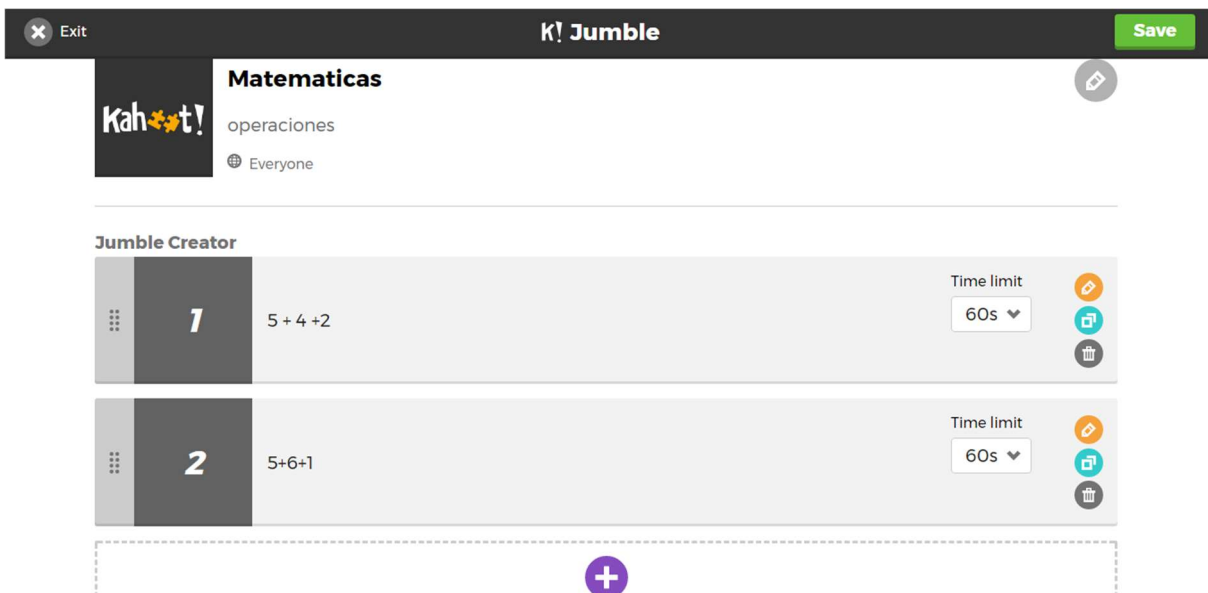 Exit
K! Jumble
Save
Kahoot!
Matematicas
operaciones
Everyone
Jumble Creator
1
5 + 4 +2
Time limit
60s
2
5+6+1
Time limit
60s